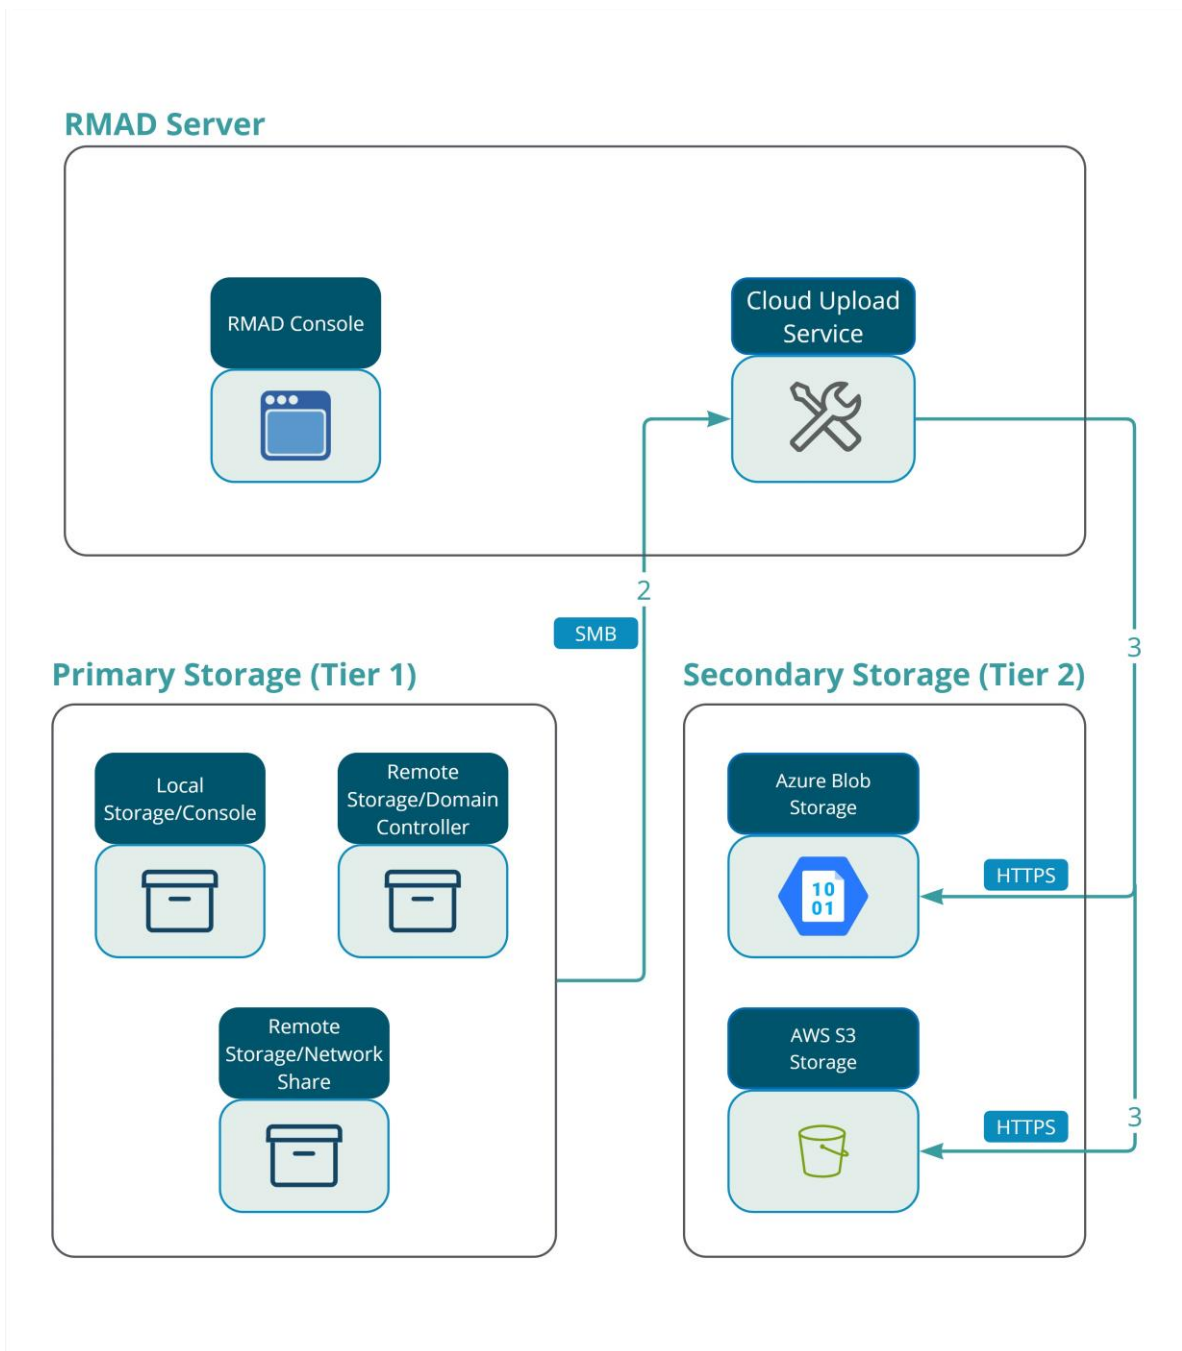 RMAD Server
RMAD Console
Cloud Upload
Service
2
SMB
3
Primary Storage (Tier 1)
Local
Storage/Console
Remote
Storage/Domain
Controller
Remote
Storage/Network
Share
Secondary Storage (Tier 2)
Azure Blob
Storage
10
01
HTTPS
AWS S3
Storage
HTTPS
3